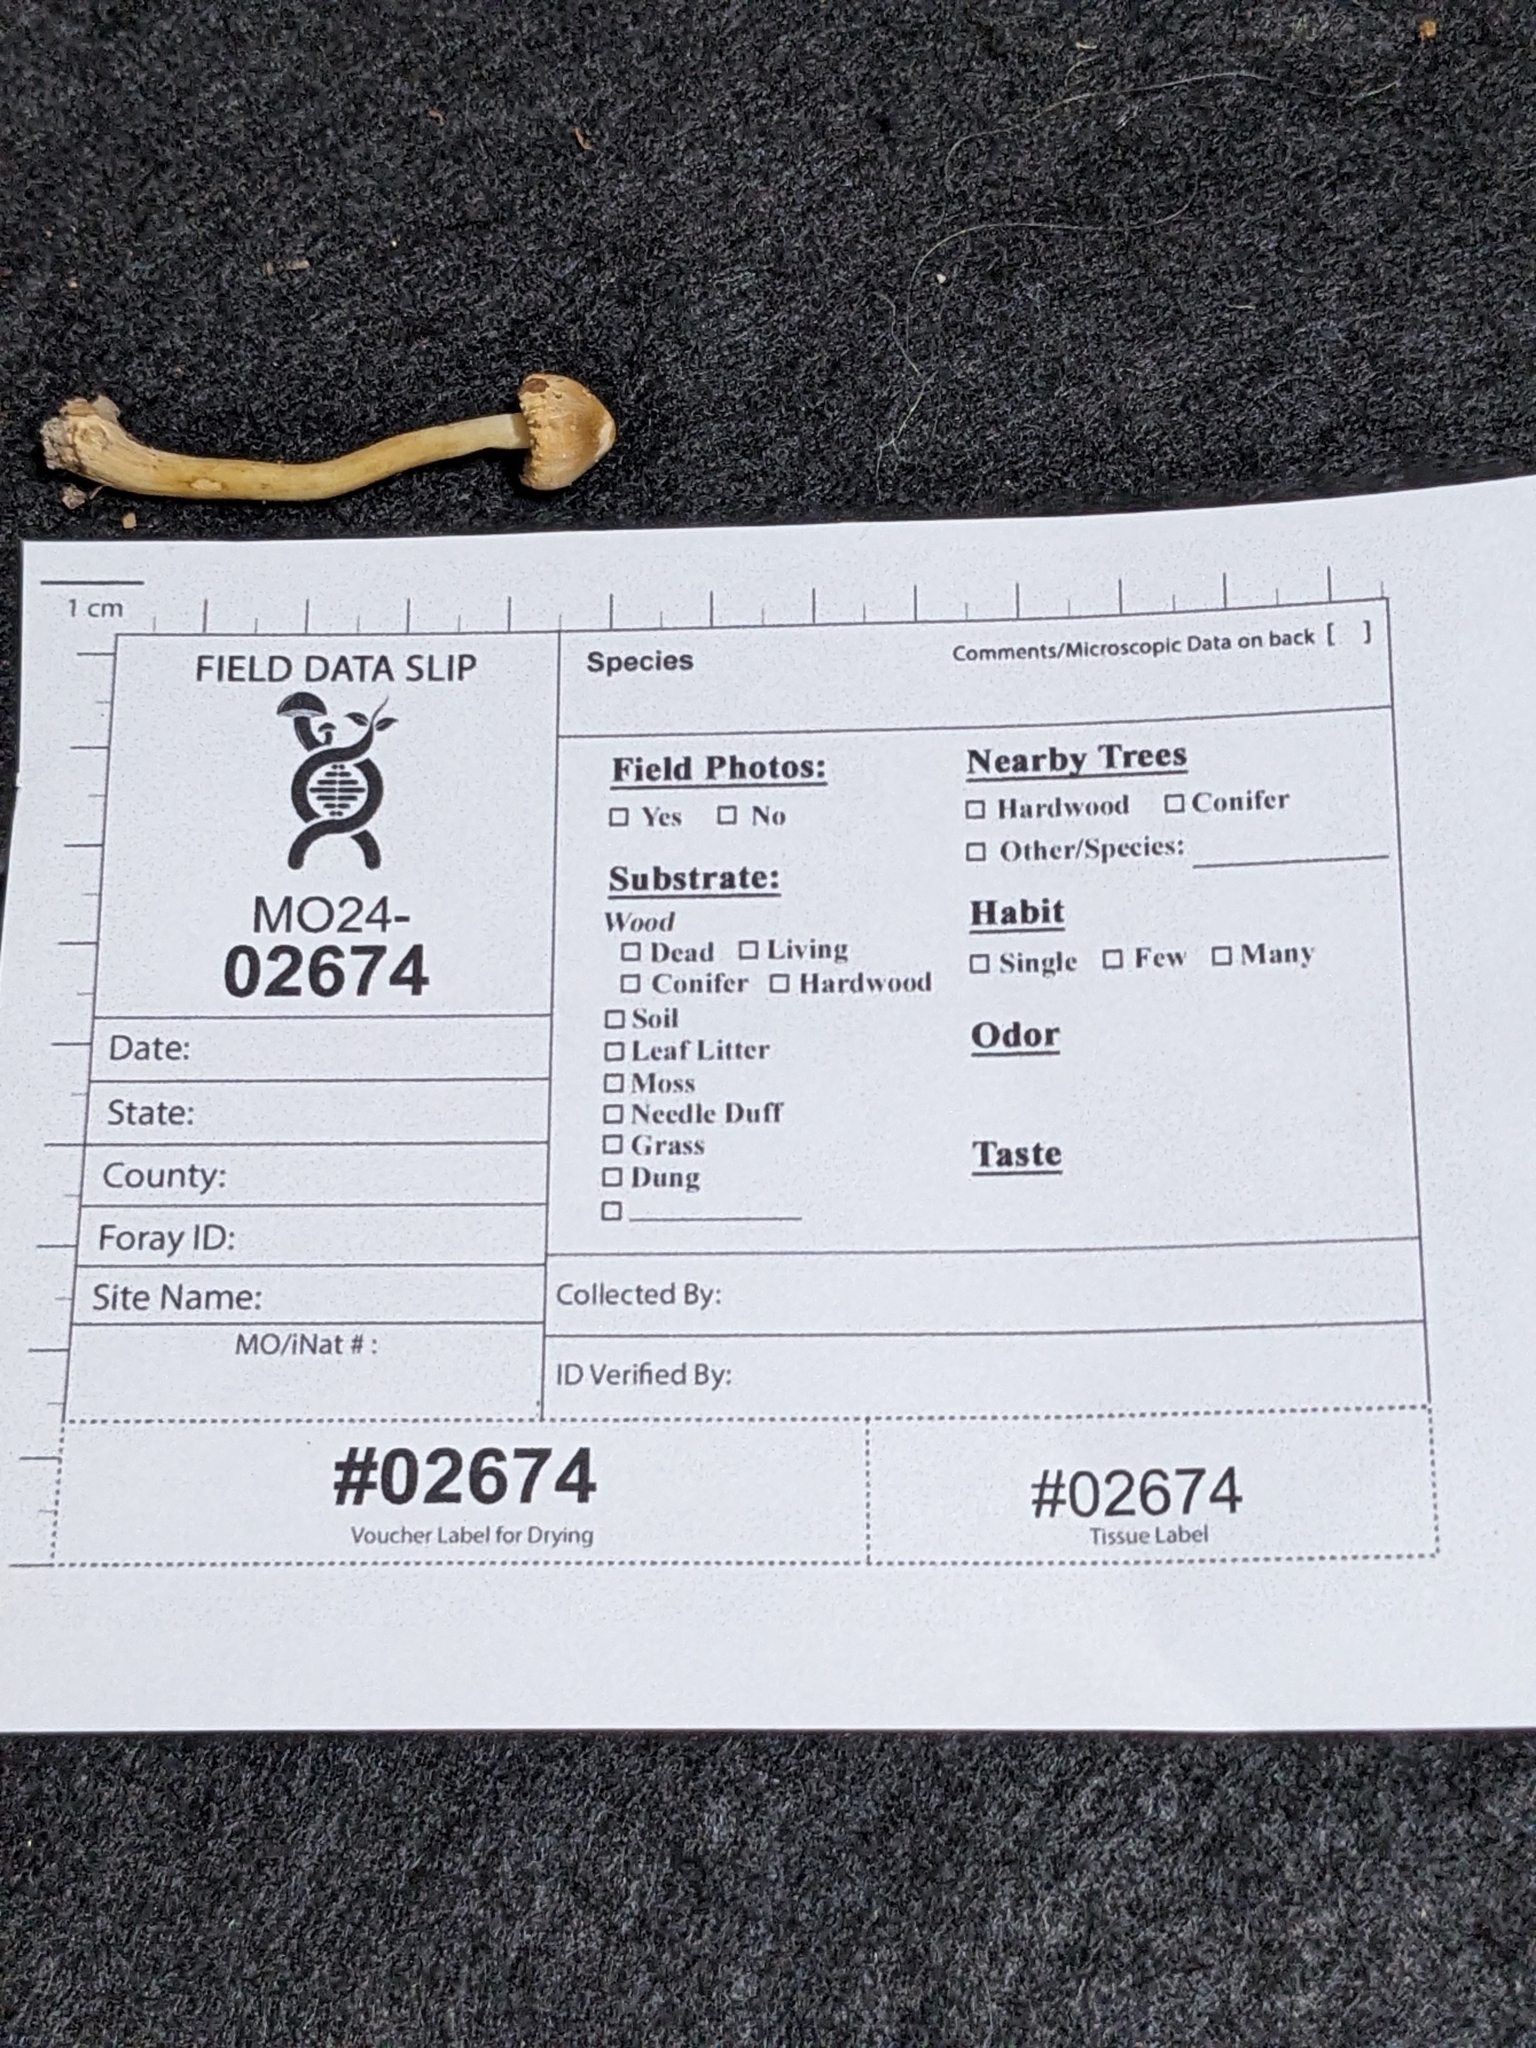 1 cm
FIELD DATA SLIP
MO24-
02674
Date:
State:
County:
Foray ID:
Site Name:
MO/iNat # :
Species
Comments/Microscopic Data on back [ ]
Field Photos:
☐ Yes ☐ No
Substrate:
Wood
☐ Dead ☐ Living
☐ Conifer ☐ Hardwood
☐ Soil
☐ Leaf Litter
☐ Moss
☐ Needle Duff
☐ Grass
☐ Dung
☐ ____________
Nearby Trees
☐ Hardwood ☐ Conifer
☐ Other/Species: ____________
Habit
☐ Single ☐ Few ☐ Many
Odor
Taste
Collected By:
ID Verified By:
#02674
Voucher Label for Drying
#02674
Tissue Label